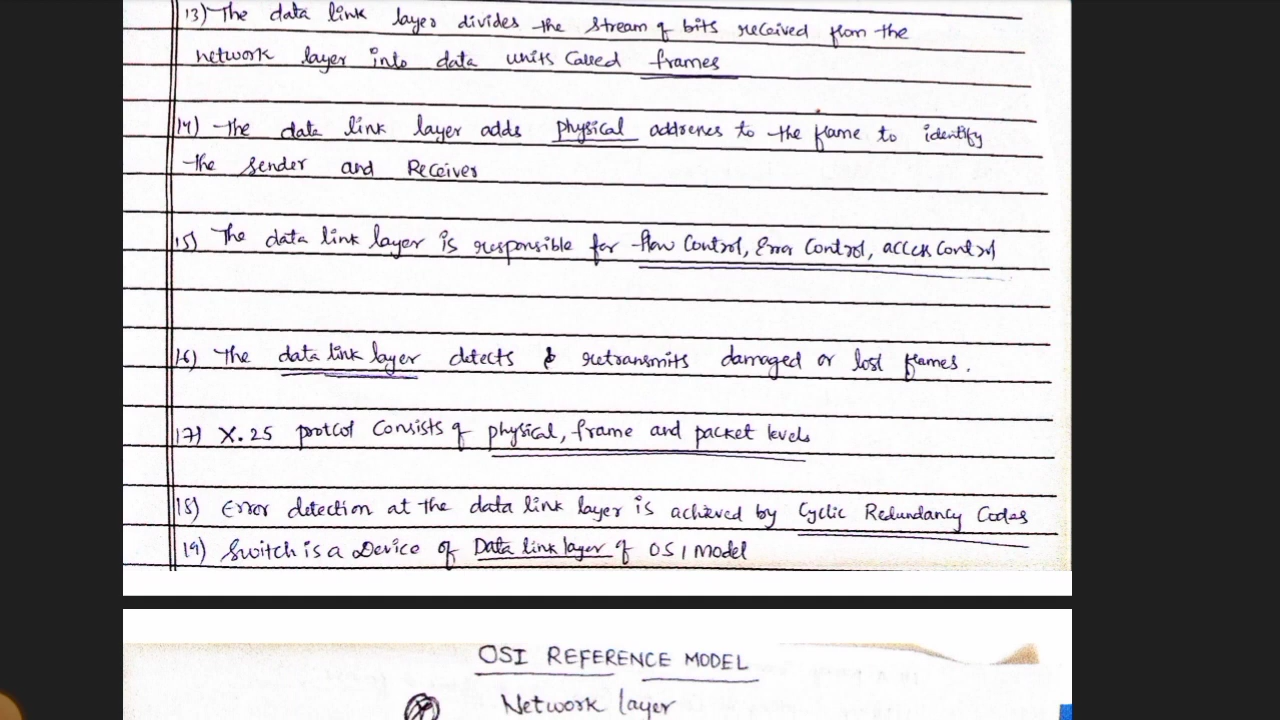 13) The data link layer divides the stream of bits received from the
network layer into data units called frames
14) The data link layer adds physical addreses to the frame to identify
the sender and Receiver
15) The data link layer is responsible for flow Control, Error Control, access Control
16) The data link layer detects & retransmits damaged or lost frames.
17) X.25 protcol Consists of physical, frame and packet levels
18) Error detection at the data link layer is achieved by Cyclic Redundancy Codes
19) Switch is a Device of Data link layer of OSI Model
OSI REFERENCE MODEL
Network layer